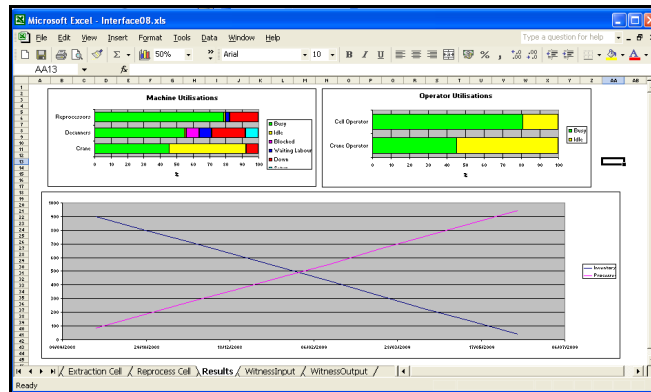 Microsoft Excel - Interface08.xls
File Edit View Insert Format Tools Data Window Help
Type a question for help
50% Arial 10 B I U
AA13 fx
A B C D E F G H I J K L M N O P Q R S T U V W X Y Z AA AB
Machine Utilisations
Reprocessors
Decanners
Crane
0 10 20 30 40 50 60 70 80 90 100
%
Busy
Idle
Blocked
Waiting Labour
Down
Operator Utilisations
Cell Operator
Crane Operator
0 10 20 30 40 50 60 70 80 90 100
%
Busy
Idle
1000
900
800
700
600
500
400
300
200
100
0
Inventory
Extraction Cell Reprocess Cell Results WitnessInput WitnessOutput
Ready